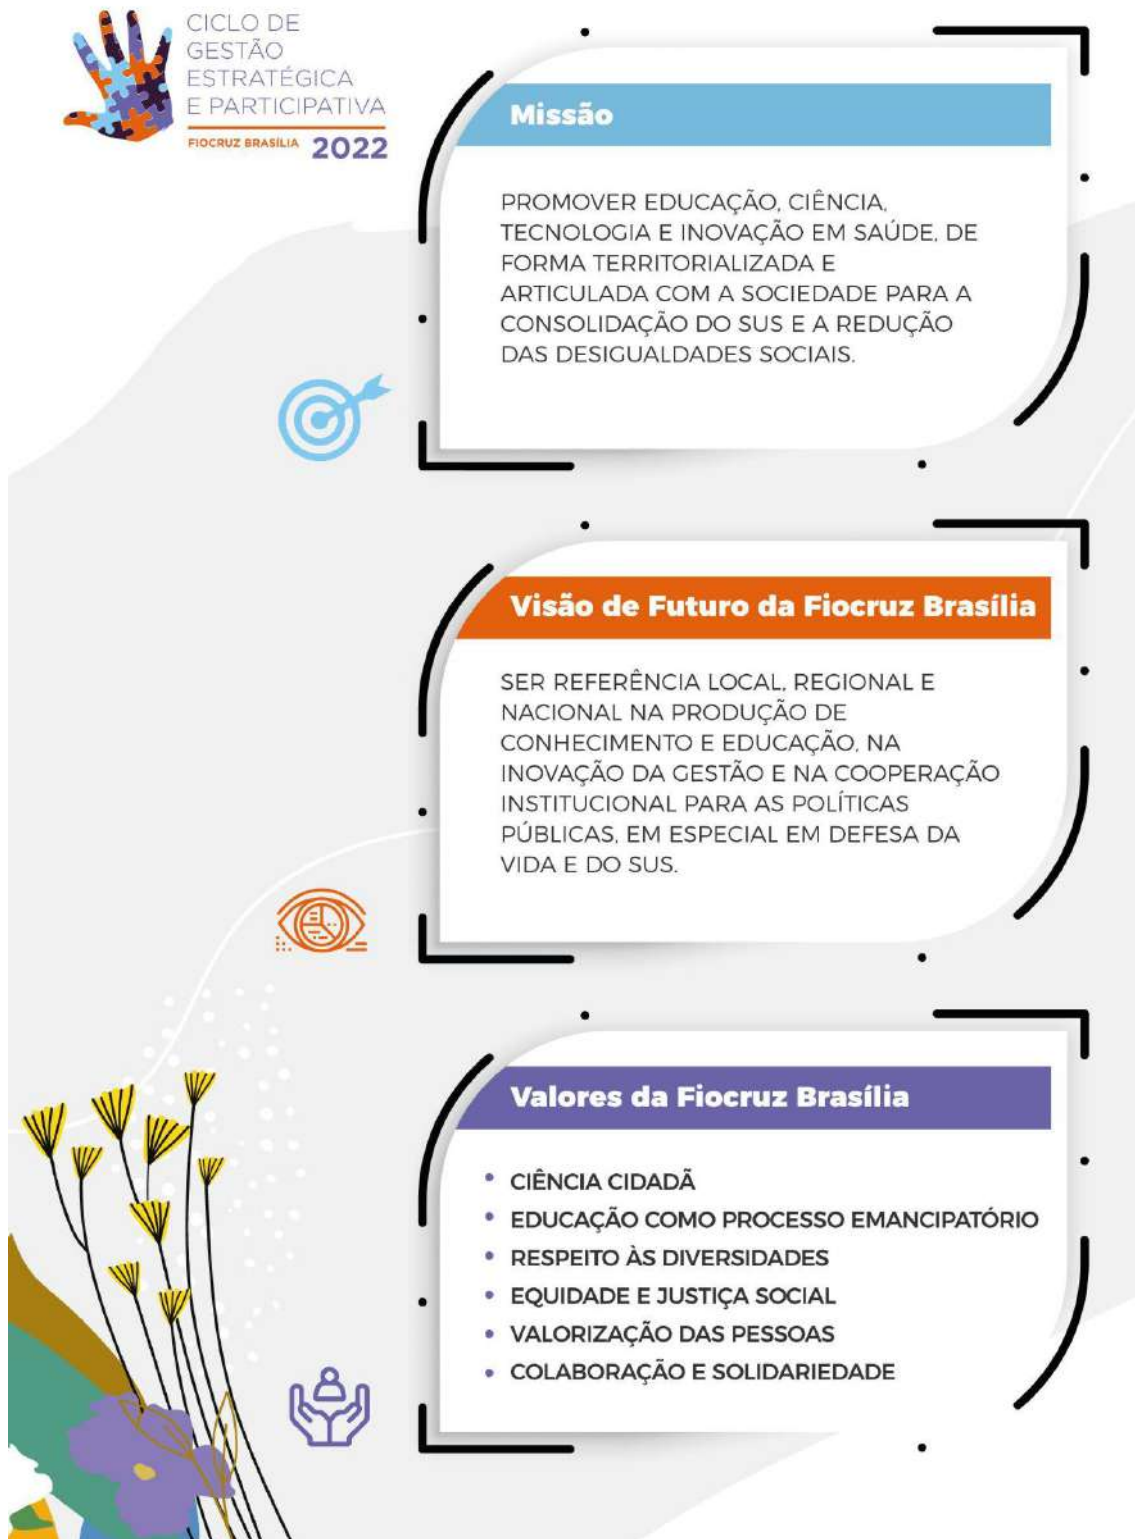 CICLO DE
GESTÃO
ESTRATÉGICA
E PARTICIPATIVA
FIOCRUZ BRASÍLIA 2022
Missão
PROMOVER EDUCAÇÃO, CIÊNCIA,
TECNOLOGIA E INOVAÇÃO EM SAÚDE, DE
FORMA TERRITORIALIZADA E
ARTICULADA COM A SOCIEDADE PARA A
CONSOLIDAÇÃO DO SUS E A REDUÇÃO
DAS DESIGUALDADES SOCIAIS.
Visão de Futuro da Fiocruz Brasília
SER REFERÊNCIA LOCAL, REGIONAL E
NACIONAL NA PRODUÇÃO DE
CONHECIMENTO E EDUCAÇÃO, NA
INOVAÇÃO DA GESTÃO E NA COOPERAÇÃO
INSTITUCIONAL PARA AS POLÍTICAS
PÚBLICAS, EM ESPECIAL EM DEFESA DA
VIDA E DO SUS.
Valores da Fiocruz Brasília
• CIÊNCIA CIDADÃ
• EDUCAÇÃO COMO PROCESSO EMANCIPATÓRIO
• RESPEITO ÀS DIVERSIDADES
• EQUIDADE E JUSTIÇA SOCIAL
• VALORIZAÇÃO DAS PESSOAS
• COLABORAÇÃO E SOLIDARIEDADE